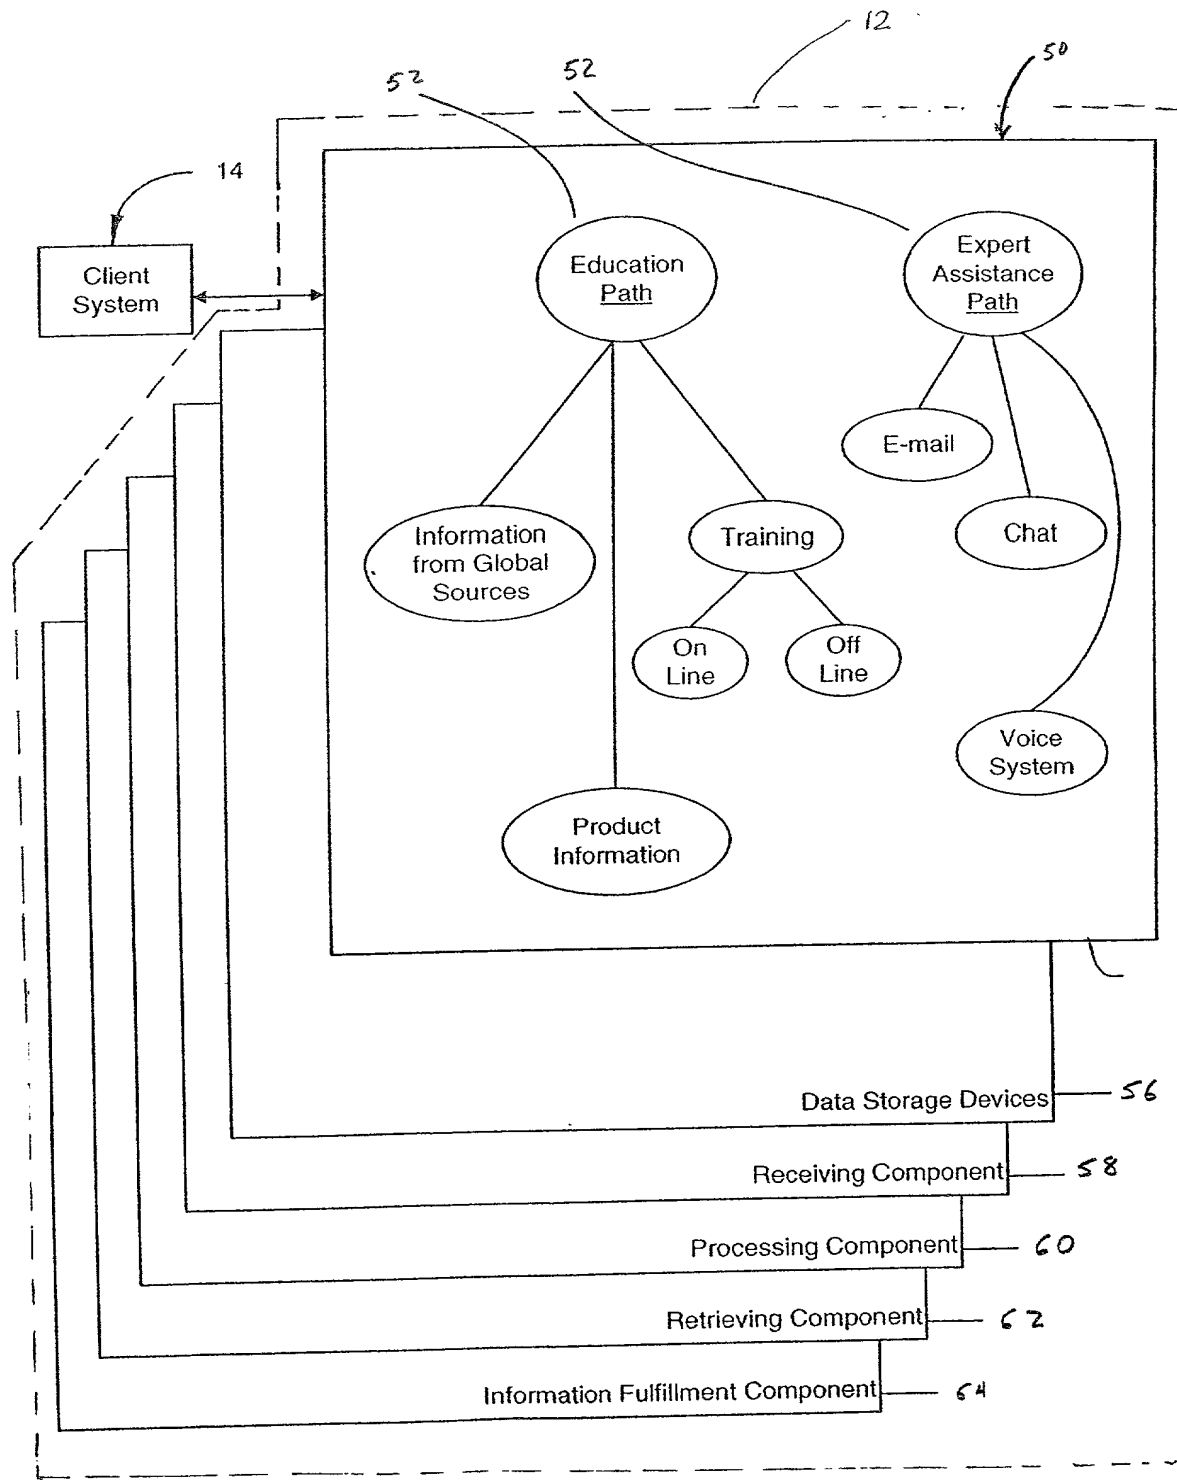 12
50
52
52
14
Client
System
Education
Path
Expert
Assistance
Path
E-mail
Information
from Global
Sources
Training
Chat
On
Line
Off
Line
Voice
System
Product
Information
Data Storage Devices
56
Receiving Component
58
Processing Component
60
Retrieving Component
62
Information Fulfillment Component
64